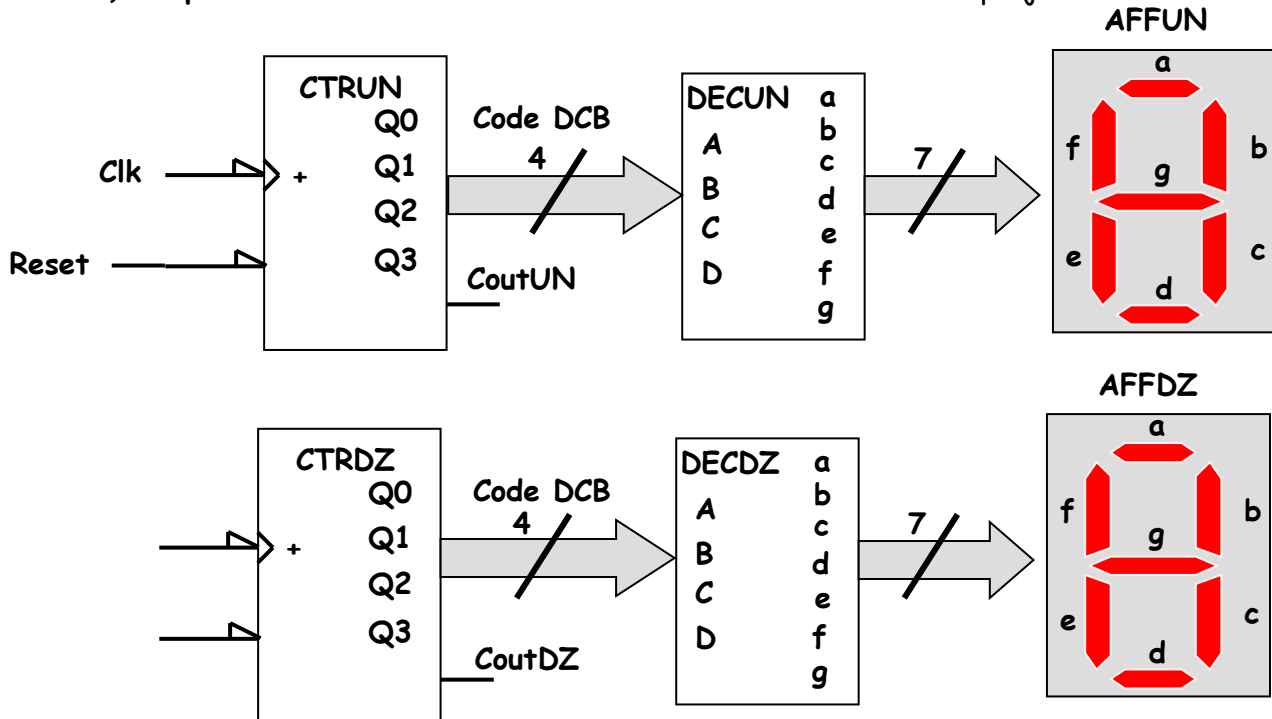 AFFUN
CTRUN
Q0
Q1
Q2
Q3
Clk
+
Reset
Code DCB
4
CoutUN
DECUN
A
B
C
D
a
b
c
d
e
f
g
7
a
f
b
g
e
c
d
AFFDZ
CTRDZ
Q0
Q1
Q2
Q3
+
Code DCB
4
CoutDZ
DECDZ
A
B
C
D
a
b
c
d
e
f
g
7
a
f
b
g
e
c
d